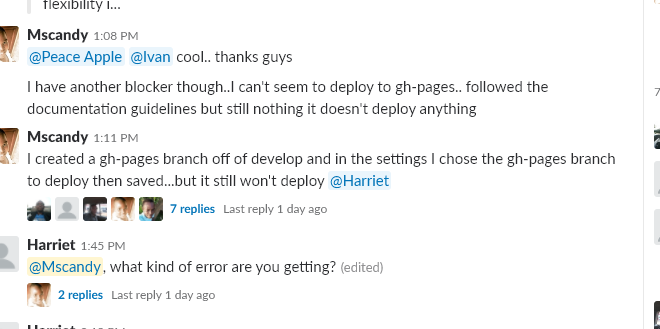 flexibility i...
Mscandy 1:08 PM
@Peace Apple @Ivan cool.. thanks guys
I have another blocker though..I can't seem to deploy to gh-pages.. followed the
documentation guidelines but still nothing it doesn't deploy anything
Mscandy 1:11 PM
I created a gh-pages branch off of develop and in the settings I chose the gh-pages branch
to deploy then saved...but it still won't deploy @Harriet
7 replies Last reply 1 day ago
Harriet 1:45 PM
@Mscandy, what kind of error are you getting? (edited)
2 replies Last reply 1 day ago
Harriet